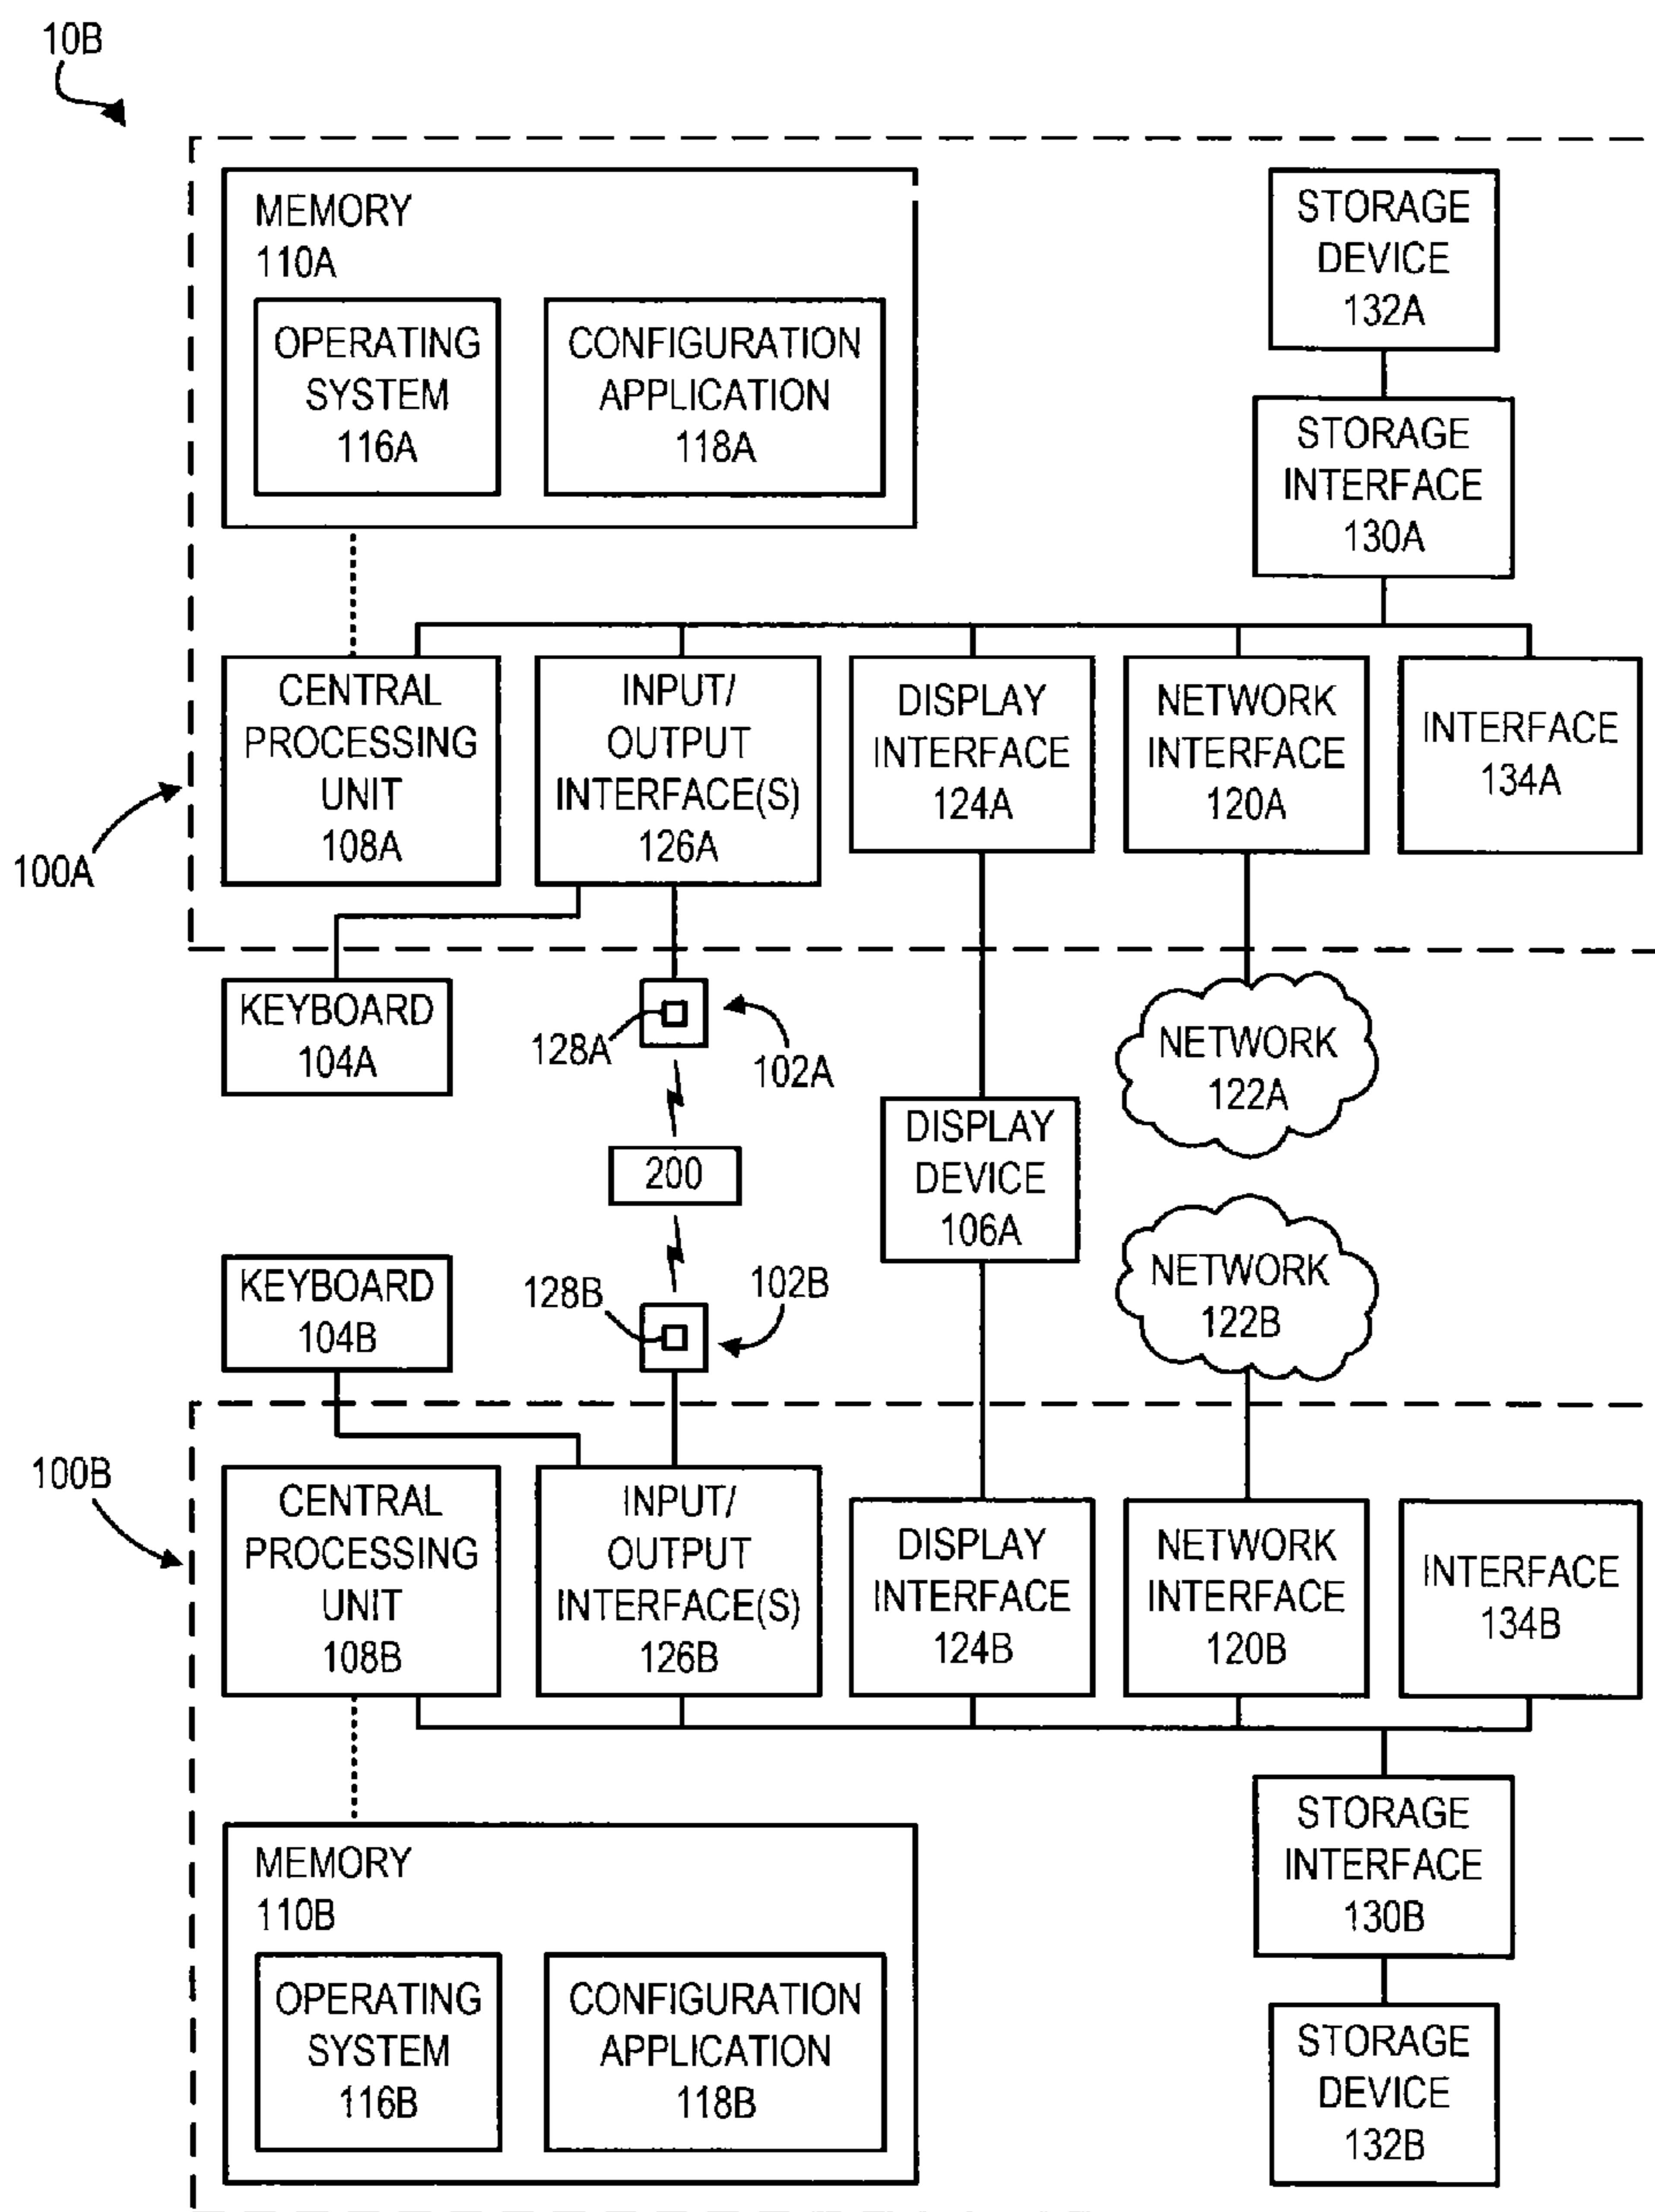 10B
MEMORY
110A
OPERATING
SYSTEM
116A
CONFIGURATION
APPLICATION
118A
STORAGE
DEVICE
132A
STORAGE
INTERFACE
130A
CENTRAL
PROCESSING
UNIT
108A
INPUT/
OUTPUT
INTERFACE(S)
126A
DISPLAY
INTERFACE
124A
NETWORK
INTERFACE
120A
INTERFACE
134A
100A
KEYBOARD
104A
128A
102A
NETWORK
122A
200
DISPLAY
DEVICE
106A
KEYBOARD
104B
128B
102B
NETWORK
122B
100B
CENTRAL
PROCESSING
UNIT
108B
INPUT/
OUTPUT
INTERFACE(S)
126B
DISPLAY
INTERFACE
124B
NETWORK
INTERFACE
120B
INTERFACE
134B
MEMORY
110B
OPERATING
SYSTEM
116B
CONFIGURATION
APPLICATION
118B
STORAGE
INTERFACE
130B
STORAGE
DEVICE
132B